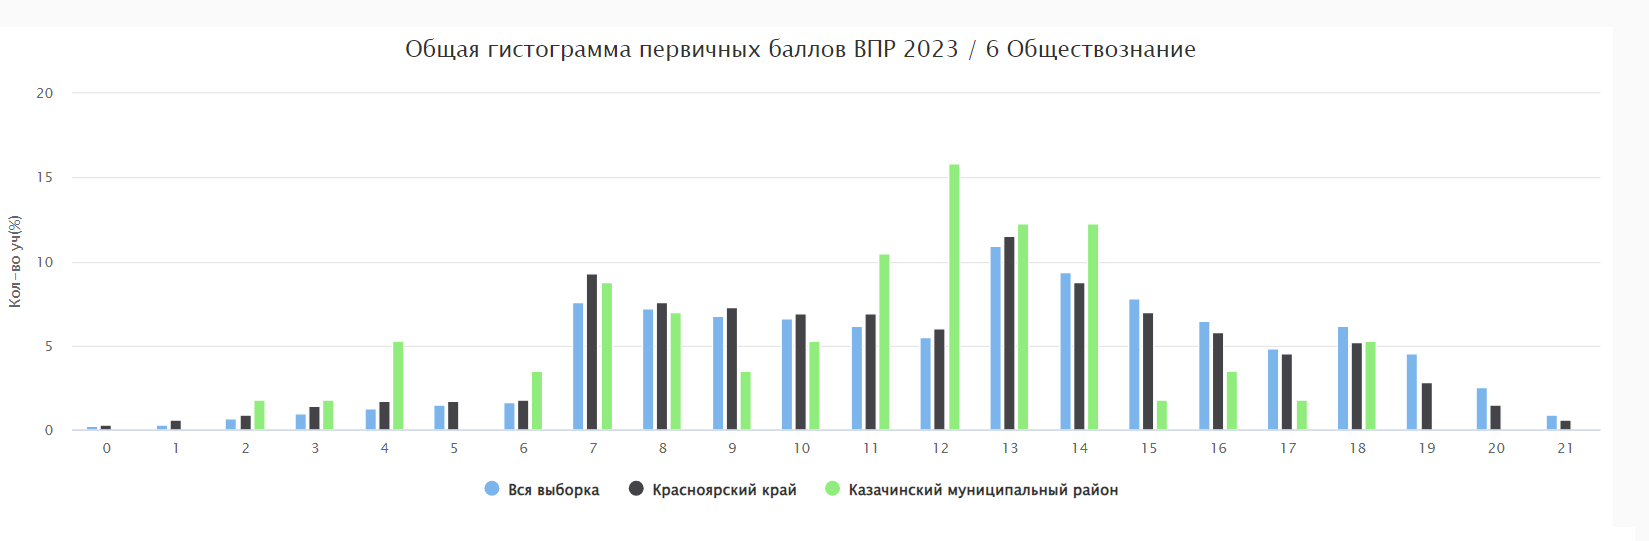 Общая гистограмма первичных баллов ВПР 2023 / 6 Обществознание
20
15
10
5
0
Кол-во уч(%)
0 1 2 3 4 5 6 7 8 9 10 11 12 13 14 15 16 17 18 19 20 21
Вся выборка Красноярский край Казачинский муниципальный район